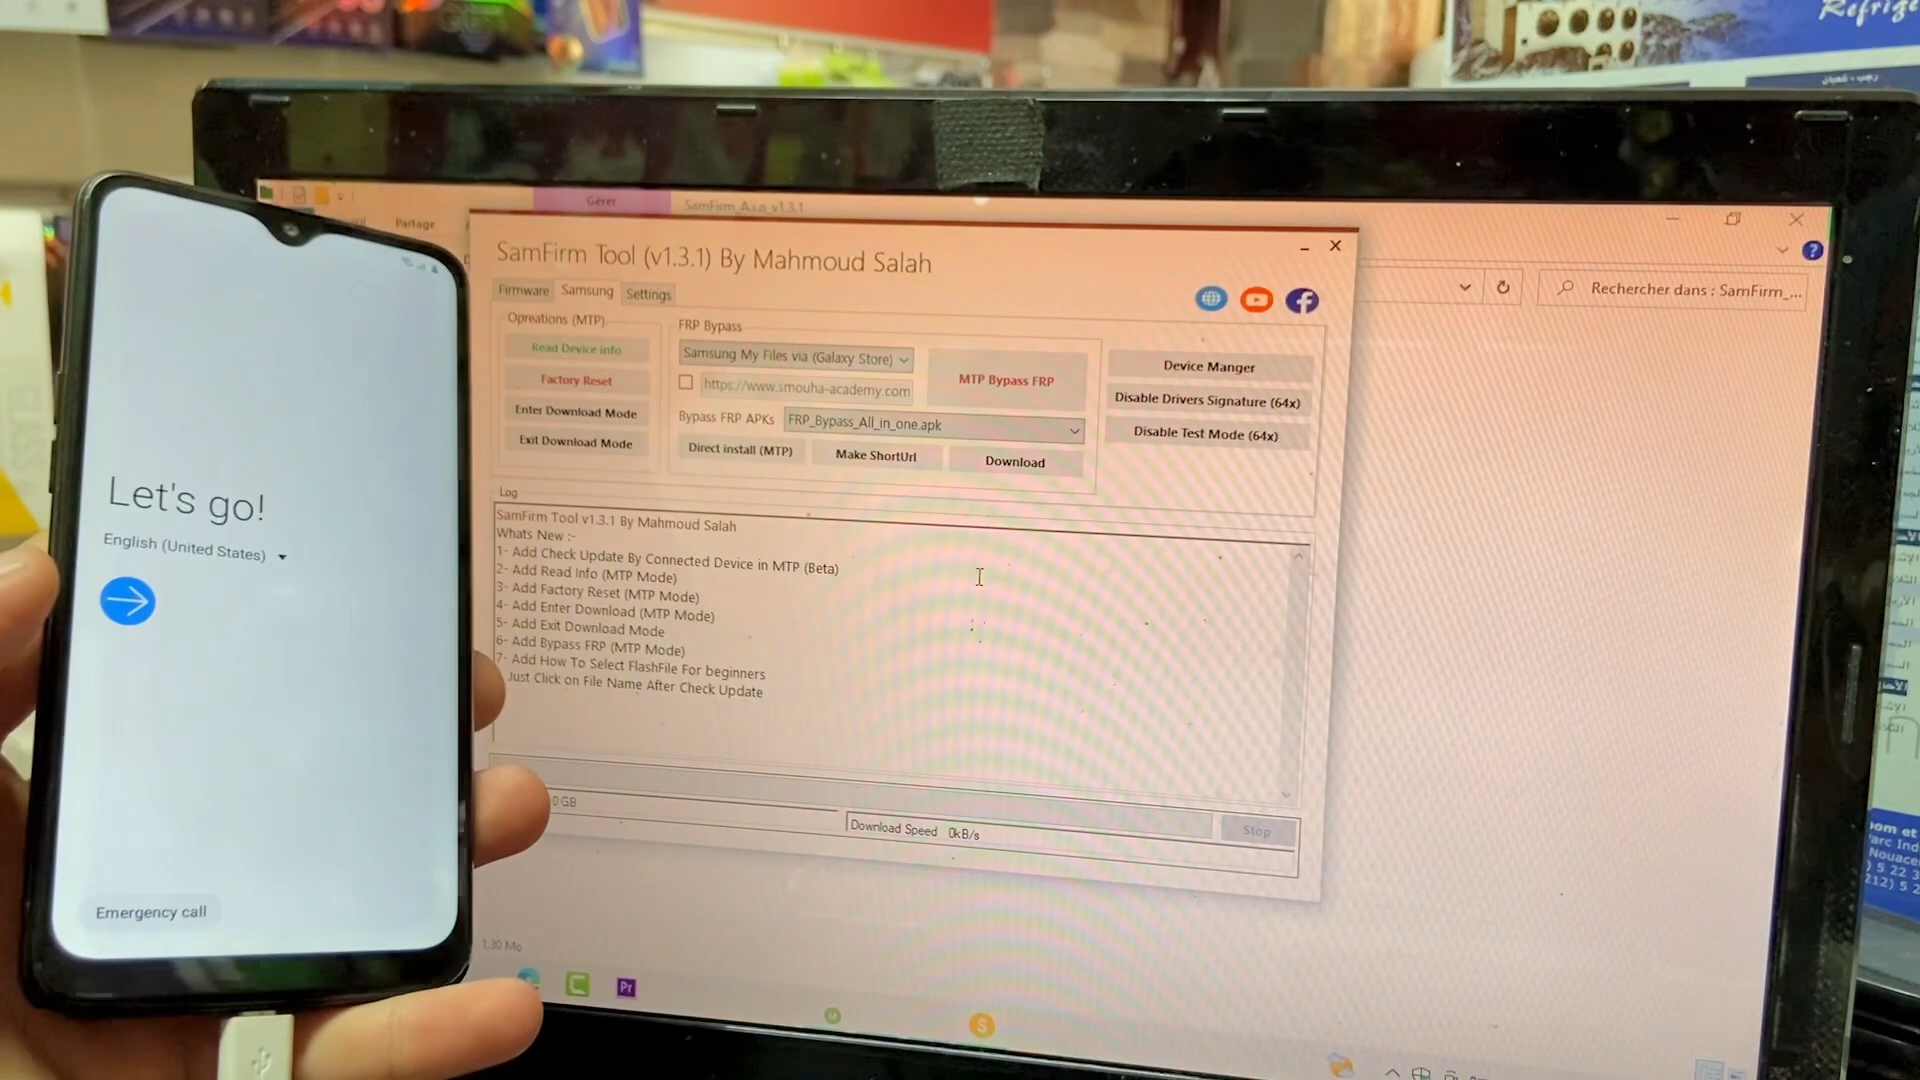 Refrige
Gérer
Partage
SamFirm_A.i.o_v1.3.1
Rechercher dans : SamFirm_...
SamFirm Tool (v1.3.1) By Mahmoud Salah
Firmware
Samsung
Settings
Opreations (MTP)
Read Device info
Factory Reset
Enter Download Mode
Exit Download Mode
FRP Bypass
Samsung My Files via (Galaxy Store)
https://www.smouha-academy.com
MTP Bypass FRP
Bypass FRP APKs
FRP_Bypass_All_in_one.apk
Direct install (MTP)
Make ShortUrl
Download
Device Manger
Disable Drivers Signature (64x)
Disable Test Mode (64x)
Log
SamFirm Tool v1.3.1 By Mahmoud Salah
Whats New :-
1- Add Check Update By Connected Device in MTP (Beta)
2- Add Read Info (MTP Mode)
3- Add Factory Reset (MTP Mode)
4- Add Enter Download (MTP Mode)
5- Add Exit Download Mode
6- Add Bypass FRP (MTP Mode)
7- Add How To Select FlashFile For beginners
Just Click on File Name After Check Update
0 GB
Download Speed 0kB/s
Stop
1,30 Mo
Pr
M
S
Let's go!
English (United States)
Emergency call